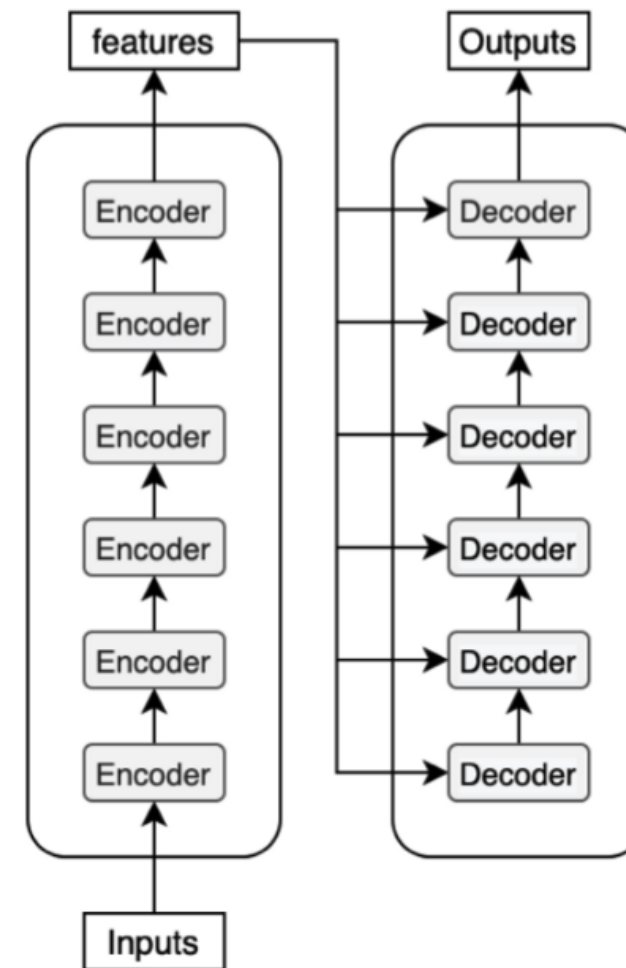 features
Outputs
Encoder
Decoder
Encoder
Decoder
Encoder
Decoder
Encoder
Decoder
Encoder
Decoder
Encoder
Decoder
Inputs